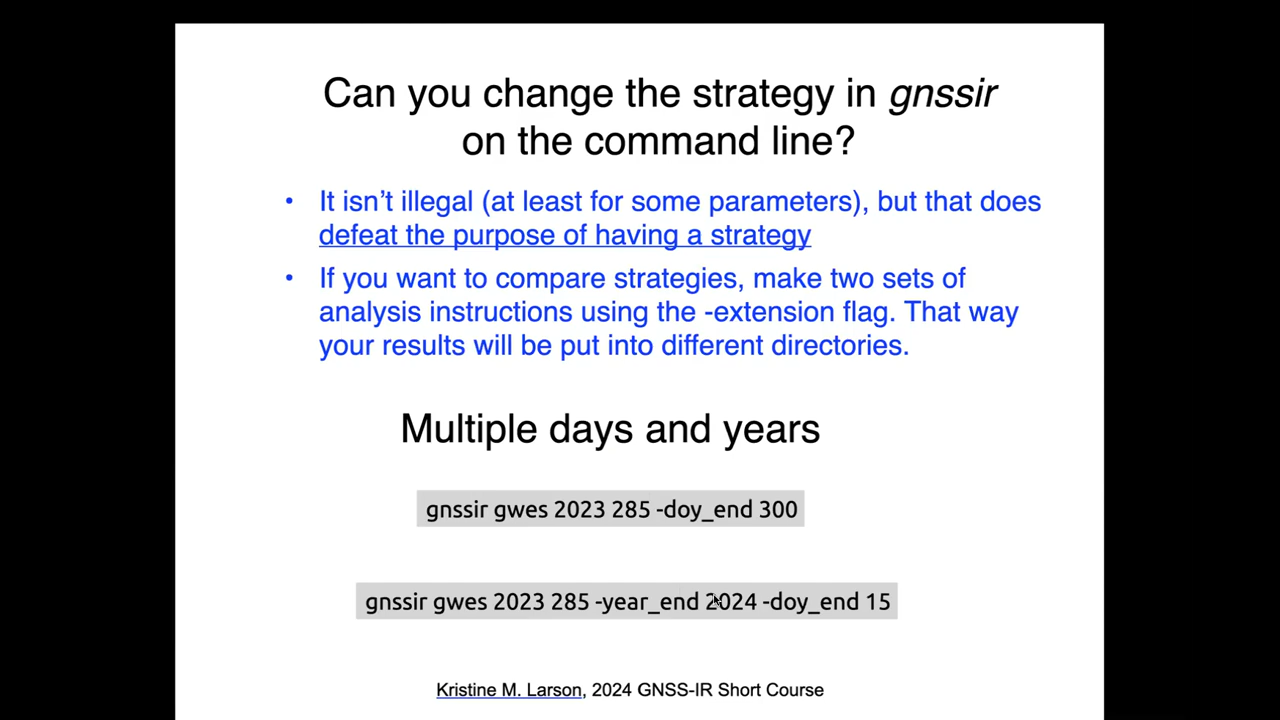 Can you change the strategy in gnssir
on the command line?
• It isn’t illegal (at least for some parameters), but that does
defeat the purpose of having a strategy
• If you want to compare strategies, make two sets of
analysis instructions using the -extension flag. That way
your results will be put into different directories.
Multiple days and years
gnssir gwes 2023 285 -doy_end 300
gnssir gwes 2023 285 -year_end 2024 -doy_end 15
Kristine M. Larson, 2024 GNSS-IR Short Course